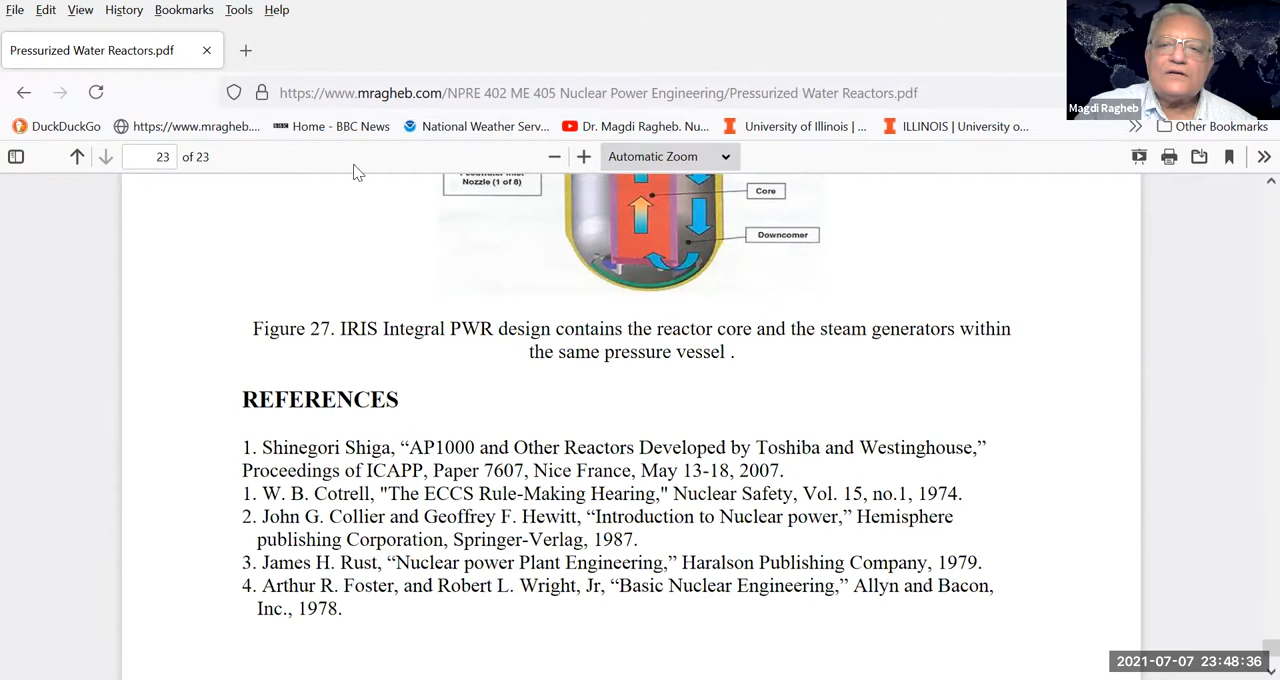 File Edit View History Bookmarks Tools Help
Pressurized Water Reactors.pdf
https://www.mragheb.com/NPRE 402 ME 405 Nuclear Power Engineering/Pressurized Water Reactors.pdf
Magdi Ragheb
DuckDuckGo https://www.mragheb.... BBC Home - BBC News National Weather Serv... Dr. Magdi Ragheb. Nu... University of Illinois |... ILLINOIS | University o... Other Bookmarks
23 of 23 Automatic Zoom
Nozzle (1 of 8)
Core
Downcomer
Figure 27. IRIS Integral PWR design contains the reactor core and the steam generators within
the same pressure vessel .
REFERENCES
1. Shinegori Shiga, “AP1000 and Other Reactors Developed by Toshiba and Westinghouse,”
Proceedings of ICAPP, Paper 7607, Nice France, May 13-18, 2007.
1. W. B. Cotrell, "The ECCS Rule-Making Hearing," Nuclear Safety, Vol. 15, no.1, 1974.
2. John G. Collier and Geoffrey F. Hewitt, “Introduction to Nuclear power,” Hemisphere
publishing Corporation, Springer-Verlag, 1987.
3. James H. Rust, “Nuclear power Plant Engineering,” Haralson Publishing Company, 1979.
4. Arthur R. Foster, and Robert L. Wright, Jr, “Basic Nuclear Engineering,” Allyn and Bacon,
Inc., 1978.
2021-07-07 23:48:36